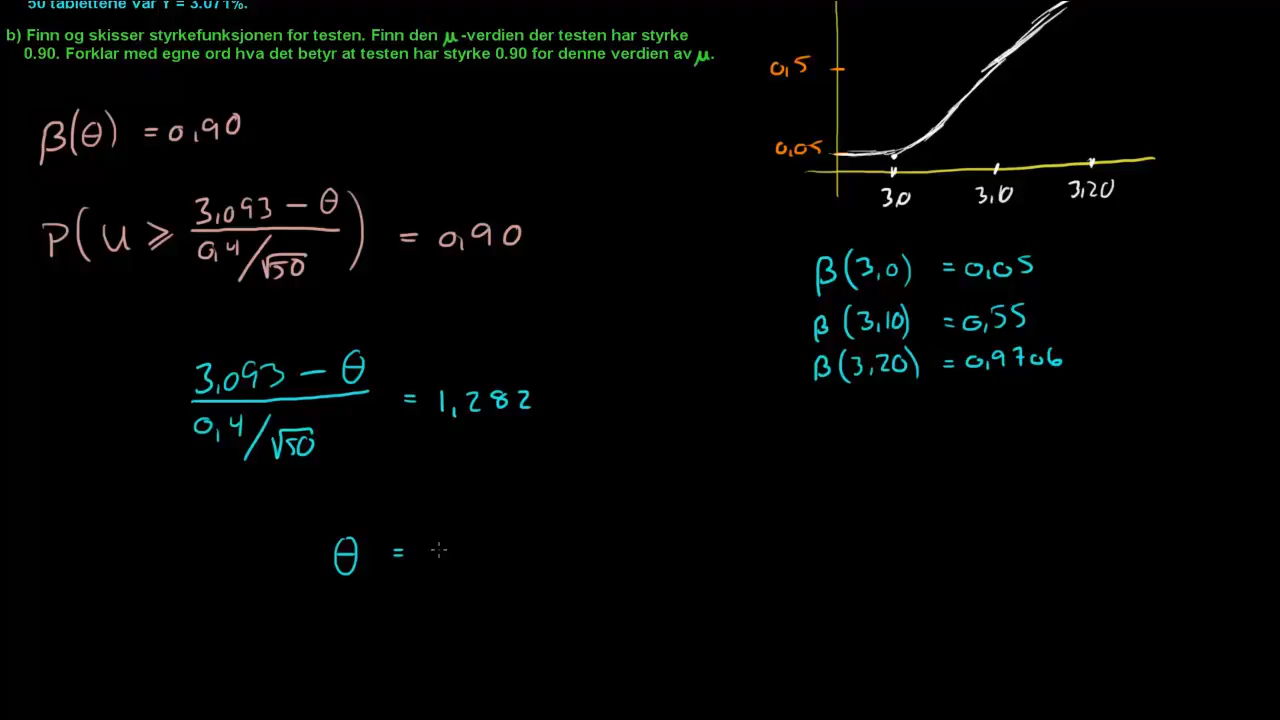 50 tablettene var Y = 3.071%.
b) Finn og skisser styrkefunksjonen for testen. Finn den μ-verdien der testen har styrke
0.90. Forklar med egne ord hva det betyr at testen har styrke 0.90 for denne verdien av μ.
β(θ) = 0,90
P(U ≥ (3,093 − θ)/(0,4/√50)) = 0,90
(3,093 − θ)/(0,4/√50) = 1,282
θ =
0,5
0,05
3,0 3,10 3,20
β(3,0) = 0,05
β(3,10) = 0,55
β(3,20) = 0,9706